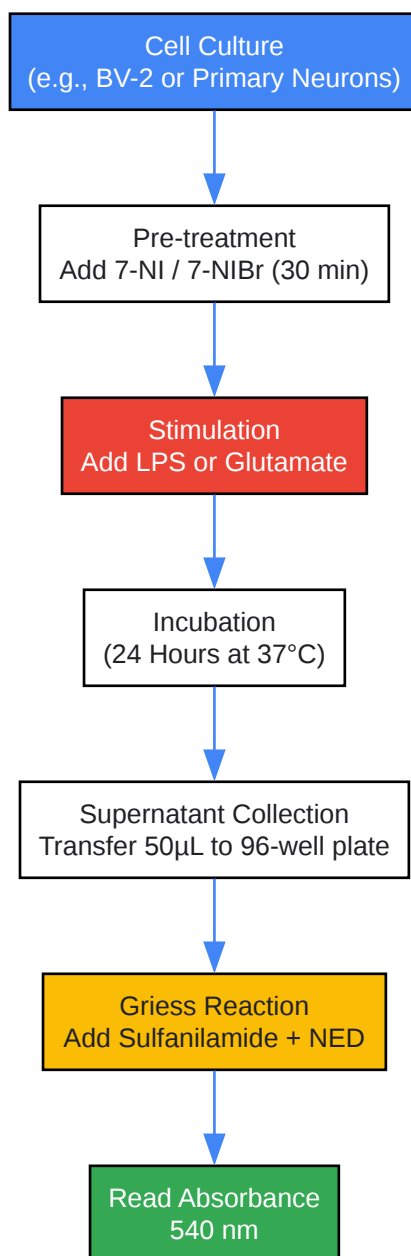 Cell Culture
(e.g., BV-2 or Primary Neurons)
Pre-treatment
Add 7-NI / 7-NIBr (30 min)
Stimulation
Add LPS or Glutamate
Incubation
(24 Hours at 37°C)
Supernatant Collection
Transfer 50µL to 96-well plate
Griess Reaction
Add Sulfanilamide + NED
Read Absorbance
540 nm